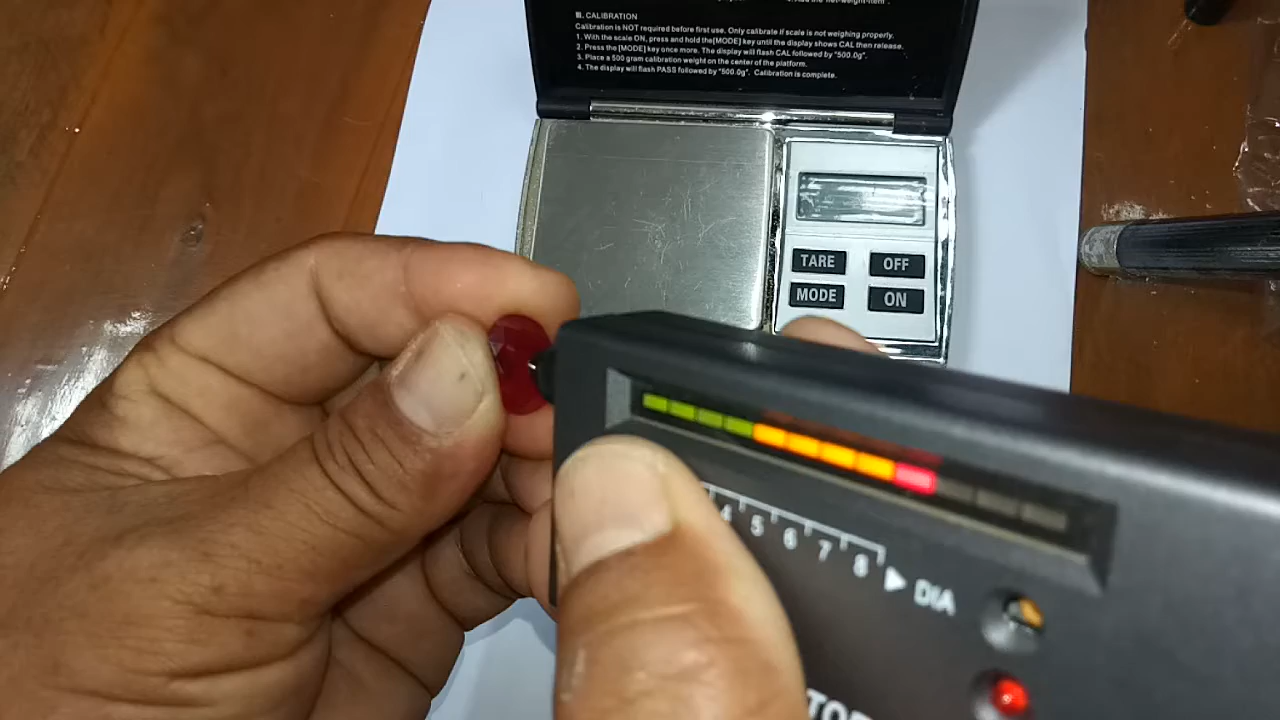 III. CALIBRATION
Calibration is NOT required before first use. Only calibrate if scale is not weighing properly.
1. With the scale ON, press and hold the[MODE] key until the display shows CAL then release.
2. Press the [MODE] key once more. The display will flash CAL followed by "500.0g".
3. Place a 500 gram calibration weight on the center of the platform.
4. The display will flash PASS followed by "500.0g". Calibration is complete.
TARE OFF
MODE ON
4 5 6 7 8 ▶ DIA